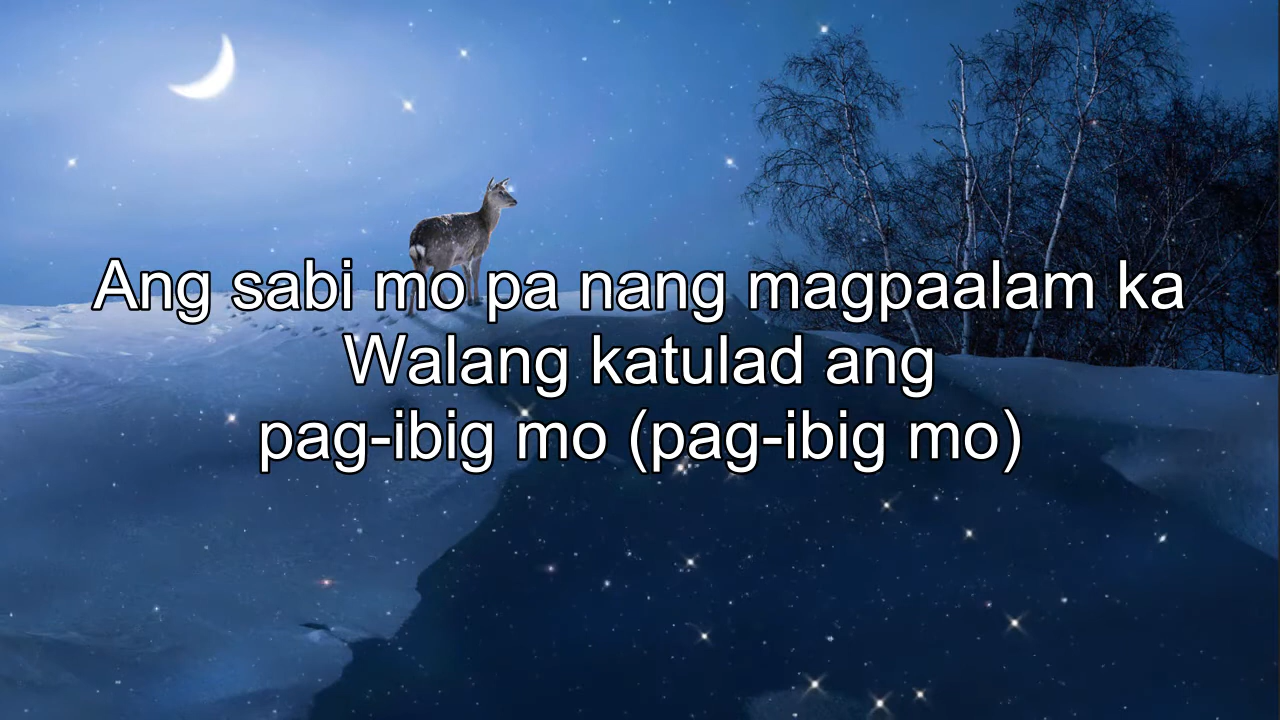 Ang sabi mo pa nang magpaalam ka
Walang katulad ang
pag-ibig mo (pag-ibig mo)